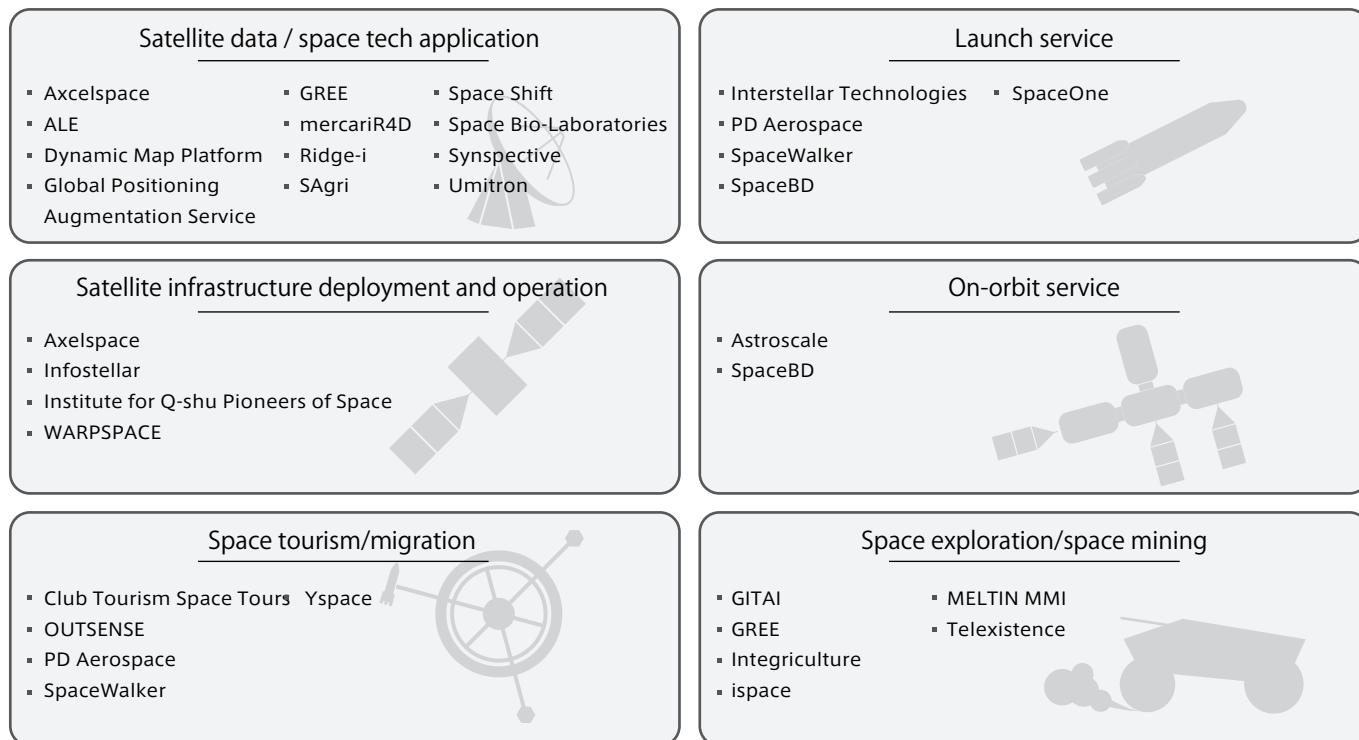 Satellite data / space tech application
▪ Axcelspace
▪ ALE
▪ Dynamic Map Platform
▪ Global Positioning
Augmentation Service
▪ GREE
▪ mercariR4D
▪ Ridge-i
▪ SAgri
▪ Space Shift
▪ Space Bio-Laboratories
▪ Synspective
▪ Umitron
Launch service
▪ Interstellar Technologies
▪ PD Aerospace
▪ SpaceWalker
▪ SpaceBD
▪ SpaceOne
Satellite infrastructure deployment and operation
▪ Axelspace
▪ Infostellar
▪ Institute for Q-shu Pioneers of Space
▪ WARPSPACE
On-orbit service
▪ Astroscale
▪ SpaceBD
Space tourism/migration
▪ Club Tourism Space Tours
▪ OUTSENSE
▪ PD Aerospace
▪ SpaceWalker
▪ Yspace
Space exploration/space mining
▪ GITAI
▪ GREE
▪ Integriculture
▪ ispace
▪ MELTIN MMI
▪ Telexistence